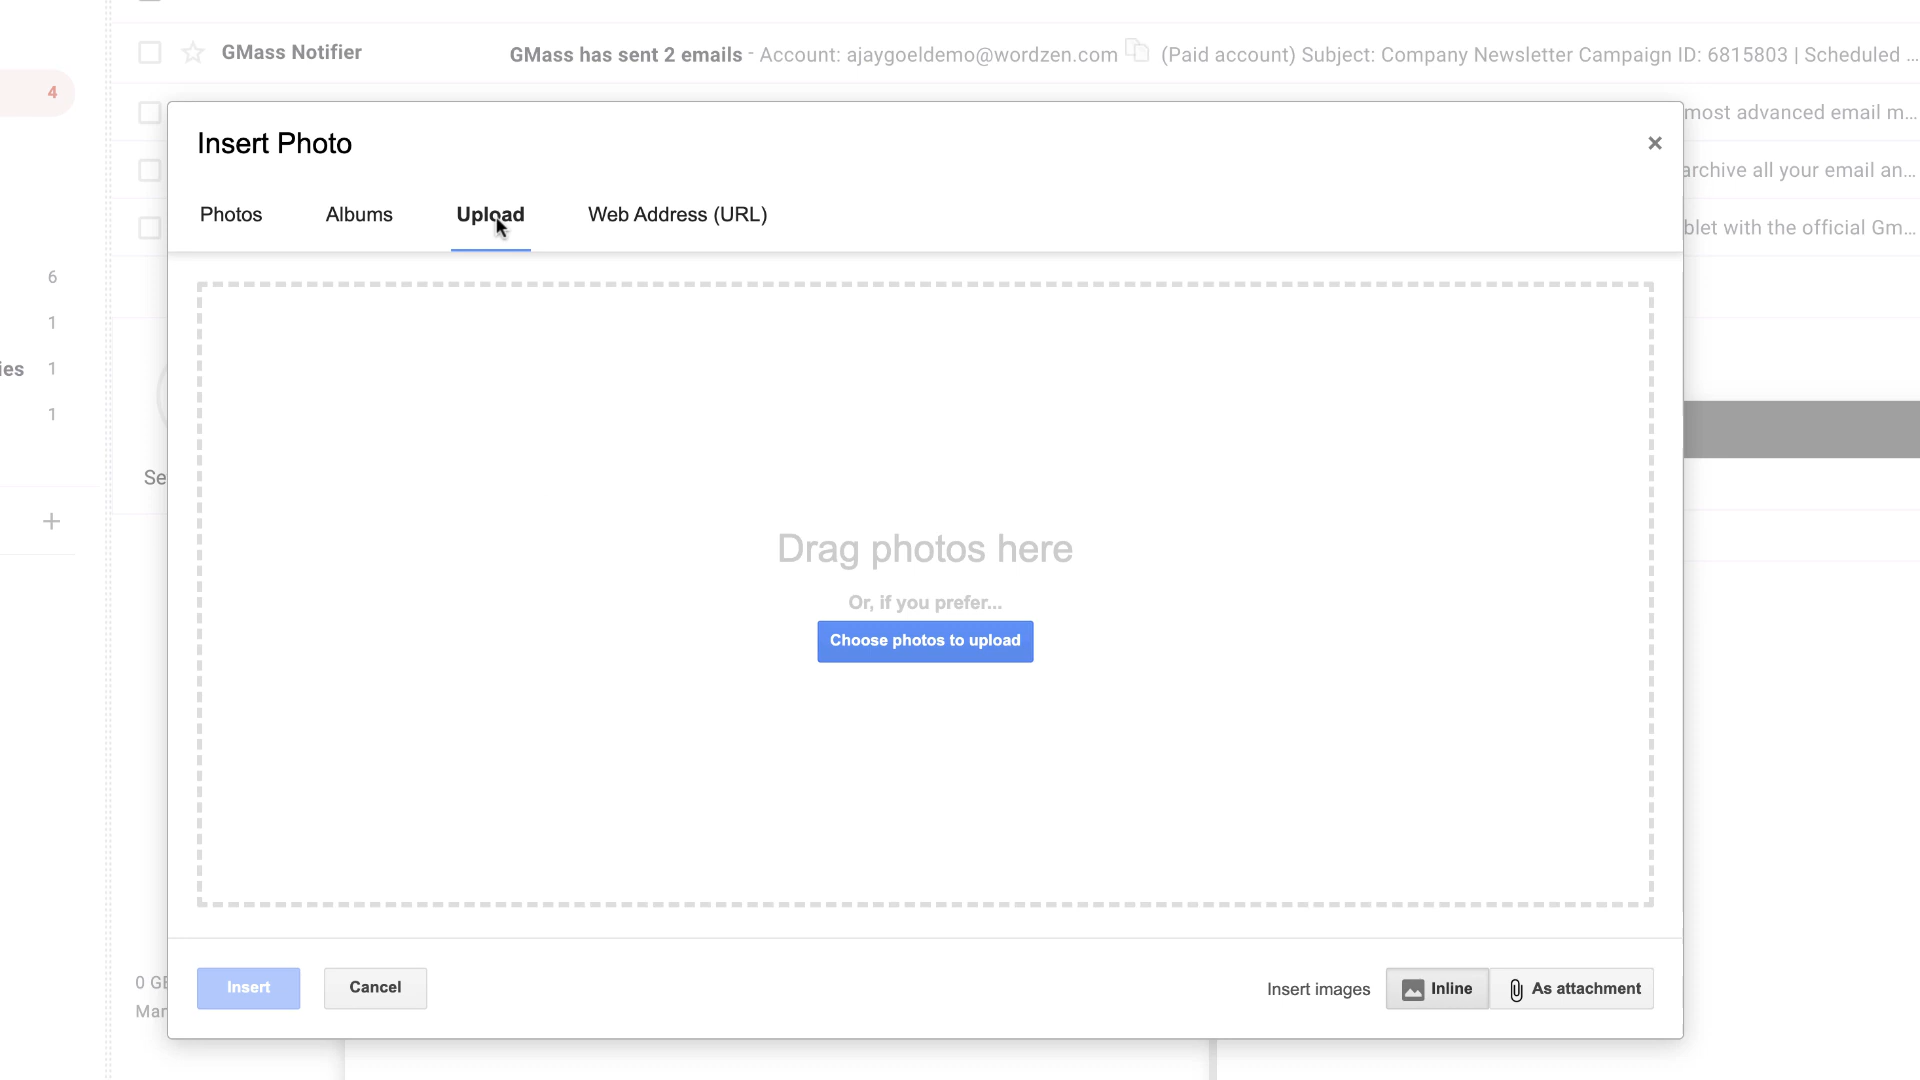 GMass Notifier GMass has sent 2 emails - Account: ajaygoeldemo@wordzen.com (Paid account) Subject: Company Newsletter Campaign ID: 6815803 | Scheduled ...
4
most advanced email m...
Insert Photo
×
archive all your email an...
Photos Albums Upload Web Address (URL)
blet with the official Gm...
6
1
ies 1
1
Se
+
Drag photos here
Or, if you prefer...
Choose photos to upload
0 GB
Man
Insert Cancel Insert images Inline As attachment